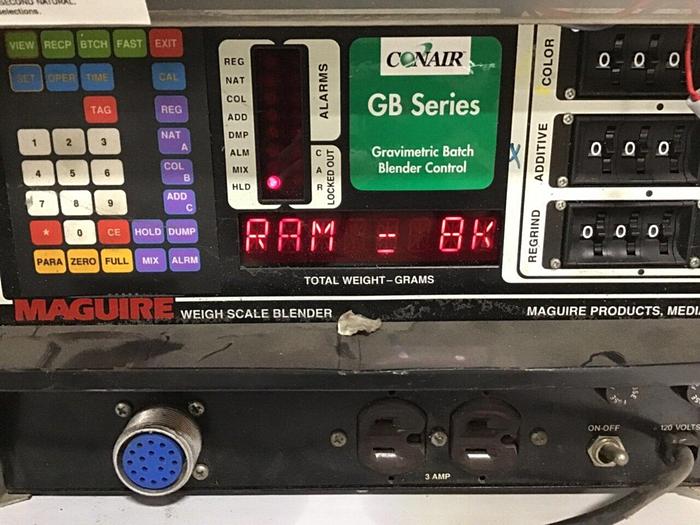 SECOND NATURAL.
selections.
VIEW RECP BTCH FAST EXIT
SET OPER TIME CAL
TAG REG
1 2 3 NAT A
4 5 6 COL B
7 8 9 ADD C
* 0 CE HOLD DUMP
PARA ZERO FULL MIX ALRM
REG
NAT
COL
ADD
DMP
ALM
MIX
HLD
ALARMS
C A R
LOCKED OUT
CONAIR
GB Series
Gravimetric Batch
Blender Control
RAM = 8K
TOTAL WEIGHT–GRAMS
COLOR
0 0 0
ADDITIVE
0 0 0
REGRIND
0 0 0
MAGUIRE WEIGH SCALE BLENDER
MAGUIRE PRODUCTS, MEDIA
3 AMP
ON-OFF
120 VOLTS